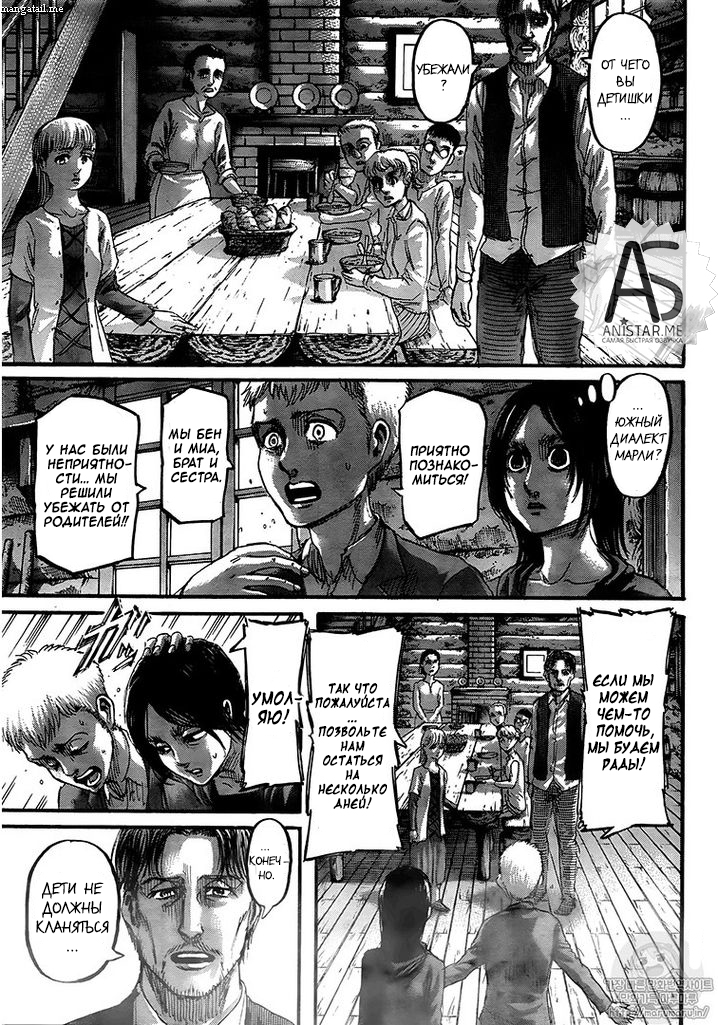 mangatail.me
ОТ ЧЕГО
ВЫ
ДЕТИШКИ
...
УБЕЖАЛИ
?
AS
ANISTAR.ME
САМАЯ БЫСТРАЯ ОЗВУЧКА
...
ЮЖНЫЙ
ДИАЛЕКТ
МАРЛИ?
ПРИЯТНО
ПОЗНАКО-
МИТЬСЯ!
МЫ БЕН
И МИА,
БРАТ И
СЕСТРА.
У НАС БЫЛИ
НЕПРИЯТНО-
СТИ... МЫ
РЕШИЛИ
УБЕЖАТЬ ОТ
РОДИТЕЛЕЙ!!
ЕСЛИ МЫ
МОЖЕМ
ЧЕМ-ТО
ПОМОЧЬ,
МЫ БУДЕМ
РАДЫ!
ТАК ЧТО
ПОЖАЛУЙСТА
...
ПОЗВОЛЬТЕ
НАМ
ОСТАТЬСЯ
НА
НЕСКОЛЬКО
ДНЕЙ!
УМОЛ-
ЯЮ!
...
КОНЕЧ-
НО.
ДЕТИ НЕ
ДОЛЖНЫ
КЛАНЯТЬСЯ
...